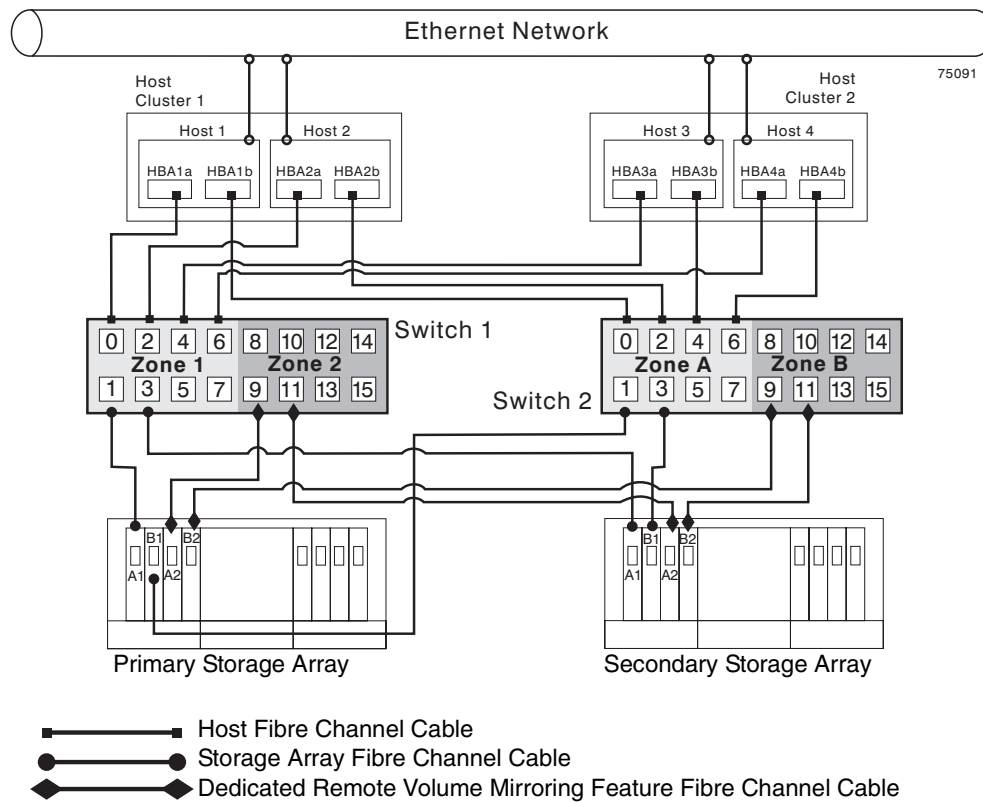 Ethernet Network
75091
Host
Cluster 1
Host
Cluster 2
Host 1
Host 2
Host 3
Host 4
HBA1a
HBA1b
HBA2a
HBA2b
HBA3a
HBA3b
HBA4a
HBA4b
0 2 4 6 8 10 12 14
Zone 1 Zone 2
1 3 5 7 9 11 13 15
Switch 1
0 2 4 6 8 10 12 14
Zone A Zone B
1 3 5 7 9 11 13 15
Switch 2
B1 B2
A1 A2
Primary Storage Array
B1 B2
A1 A2
Secondary Storage Array
Host Fibre Channel Cable
Storage Array Fibre Channel Cable
Dedicated Remote Volume Mirroring Feature Fibre Channel Cable